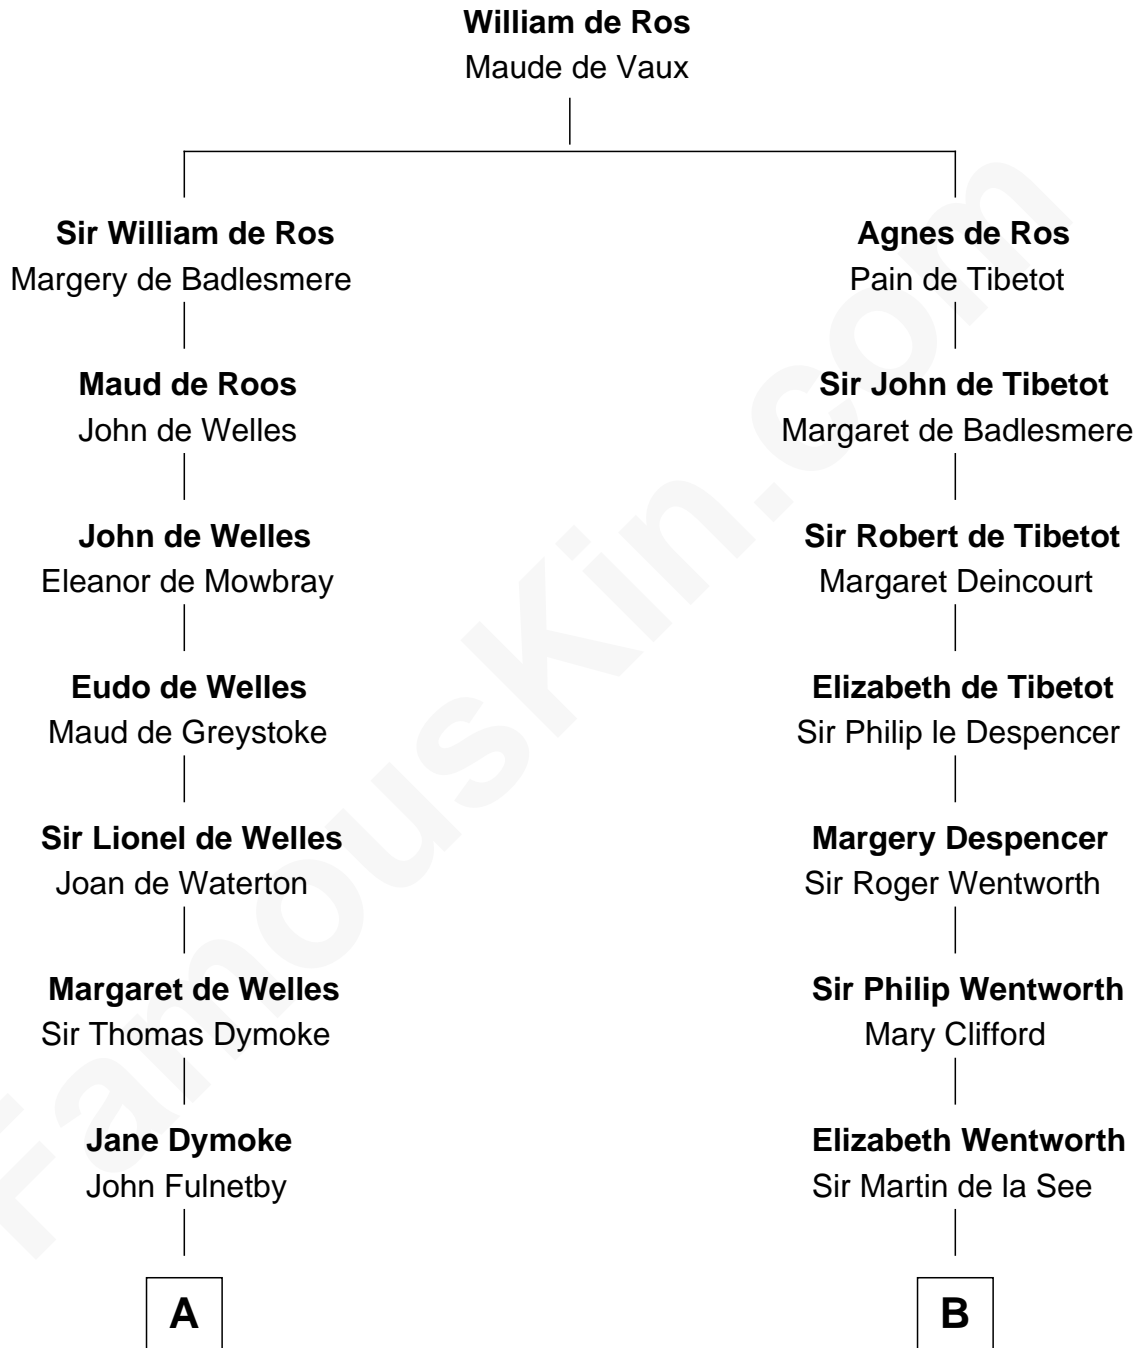 William de Ros
Maude de Vaux
Sir William de Ros
Margery de Badlesmere
Maud de Roos
John de Welles
John de Welles
Eleanor de Mowbray
Eudo de Welles
Maud de Greystoke
Sir Lionel de Welles
Joan de Waterton
Margaret de Welles
Sir Thomas Dymoke
Jane Dymoke
John Fulnetby
A
Agnes de Ros
Pain de Tibetot
Sir John de Tibetot
Margaret de Badlesmere
Sir Robert de Tibetot
Margaret Deincourt
Elizabeth de Tibetot
Sir Philip le Despencer
Margery Despencer
Sir Roger Wentworth
Sir Philip Wentworth
Mary Clifford
Elizabeth Wentworth
Sir Martin de la See
B
FamousKin.com